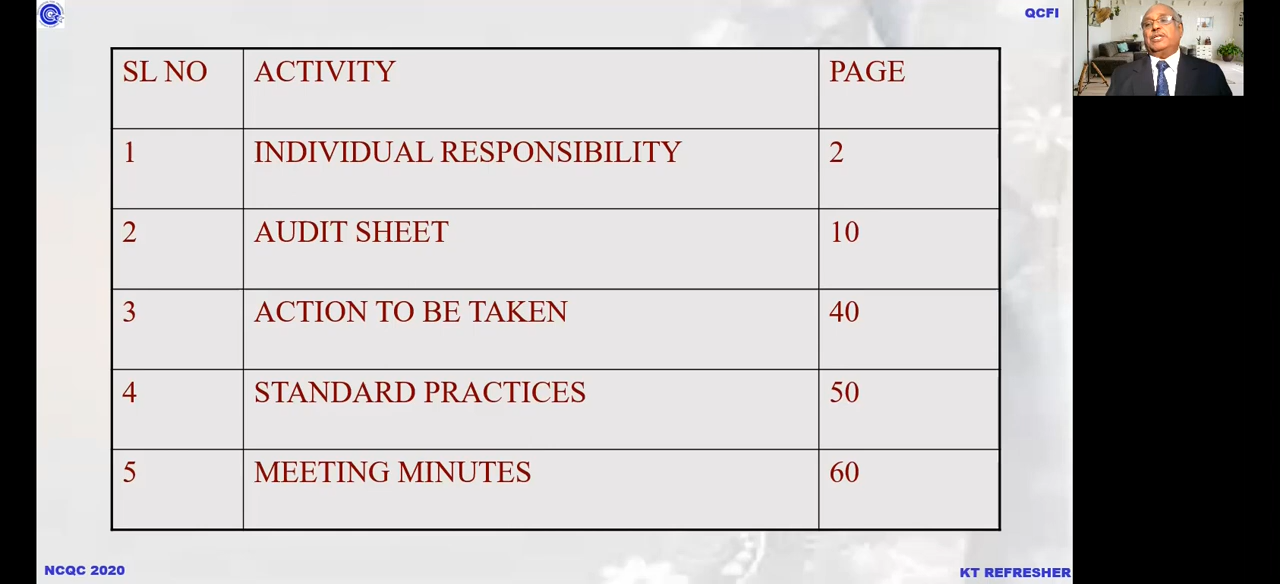 QCFI
SL NO ACTIVITY PAGE
1 INDIVIDUAL RESPONSIBILITY 2
2 AUDIT SHEET 10
3 ACTION TO BE TAKEN 40
4 STANDARD PRACTICES 50
5 MEETING MINUTES 60
NCQC 2020 KT REFRESHER